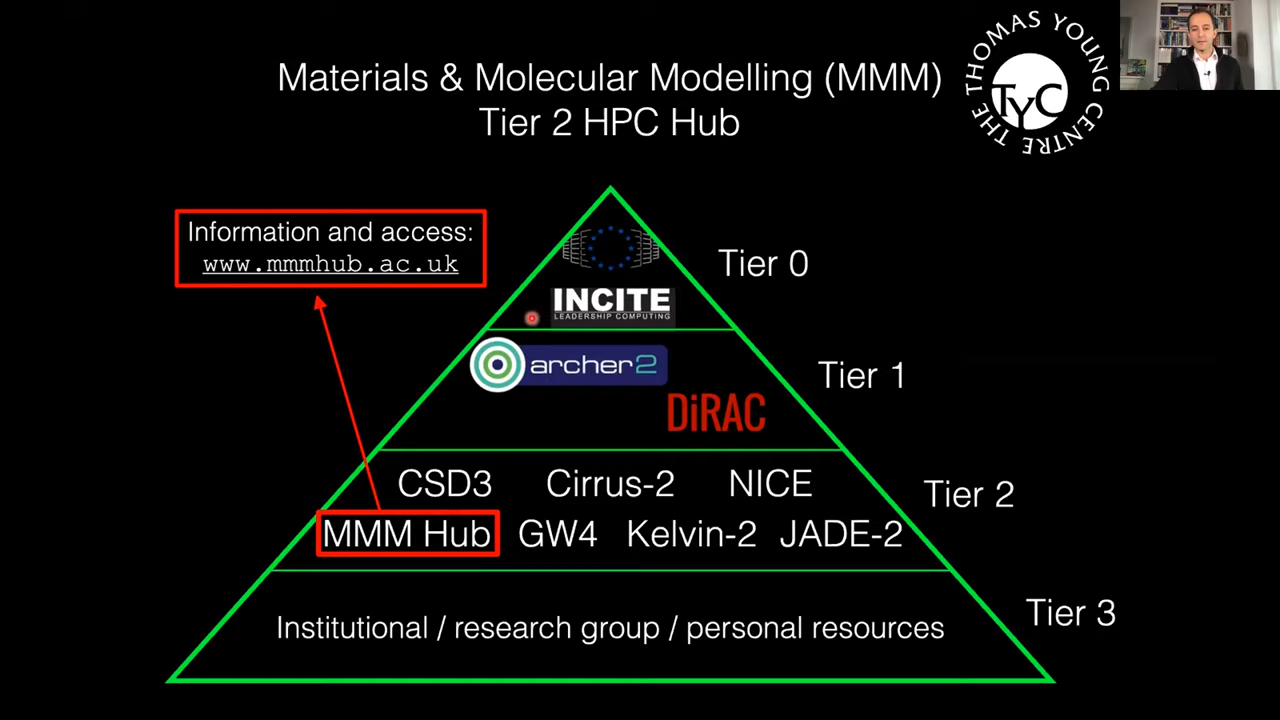 Materials & Molecular Modelling (MMM)
Tier 2 HPC Hub
THE THOMAS YOUNG CENTRE
TYC
Information and access:
www.mmmhub.ac.uk
INCITE
LEADERSHIP COMPUTING
Tier 0
archer2
DiRAC
Tier 1
CSD3 Cirrus-2 NICE
MMM Hub GW4 Kelvin-2 JADE-2
Tier 2
Institutional / research group / personal resources
Tier 3